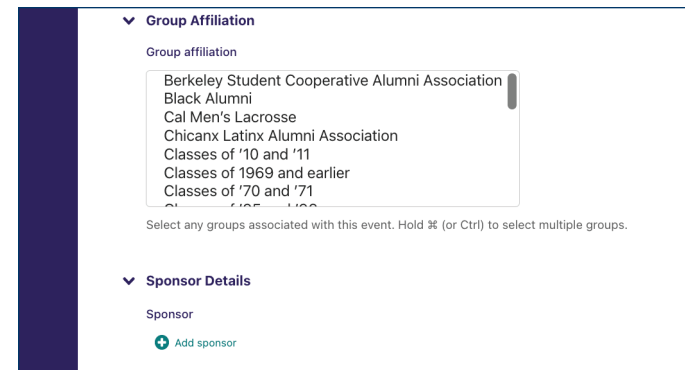 Group Affiliation
Group affiliation
Berkeley Student Cooperative Alumni Association
Black Alumni
Cal Men's Lacrosse
Chicanx Latinx Alumni Association
Classes of '10 and '11
Classes of 1969 and earlier
Classes of '70 and '71
Select any groups associated with this event. Hold ⌘ (or Ctrl) to select multiple groups.
Sponsor Details
Sponsor
Add sponsor